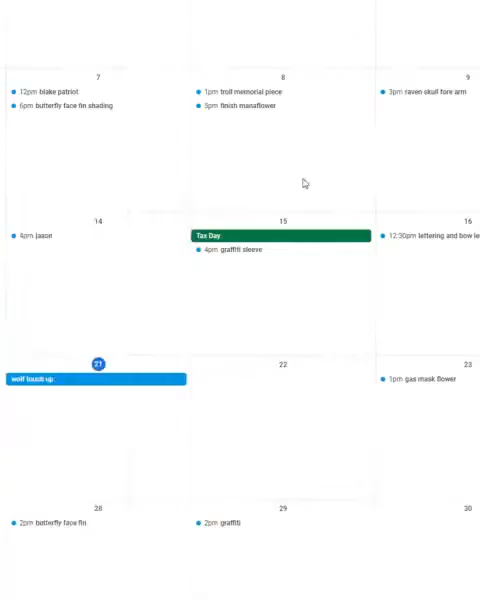 7
8
9
12pm blake patriot
1pm troll memorial piece
3pm raven skull fore arm
6pm butterfly face fin shading
3pm finish manaflower
14
15
16
4pm jason
Tax Day
12:30pm lettering and bow le
4pm graffiti sleeve
21
22
23
wolf touch up
1pm gas mask flower
28
29
30
2pm butterfly face fin
2pm graffiti